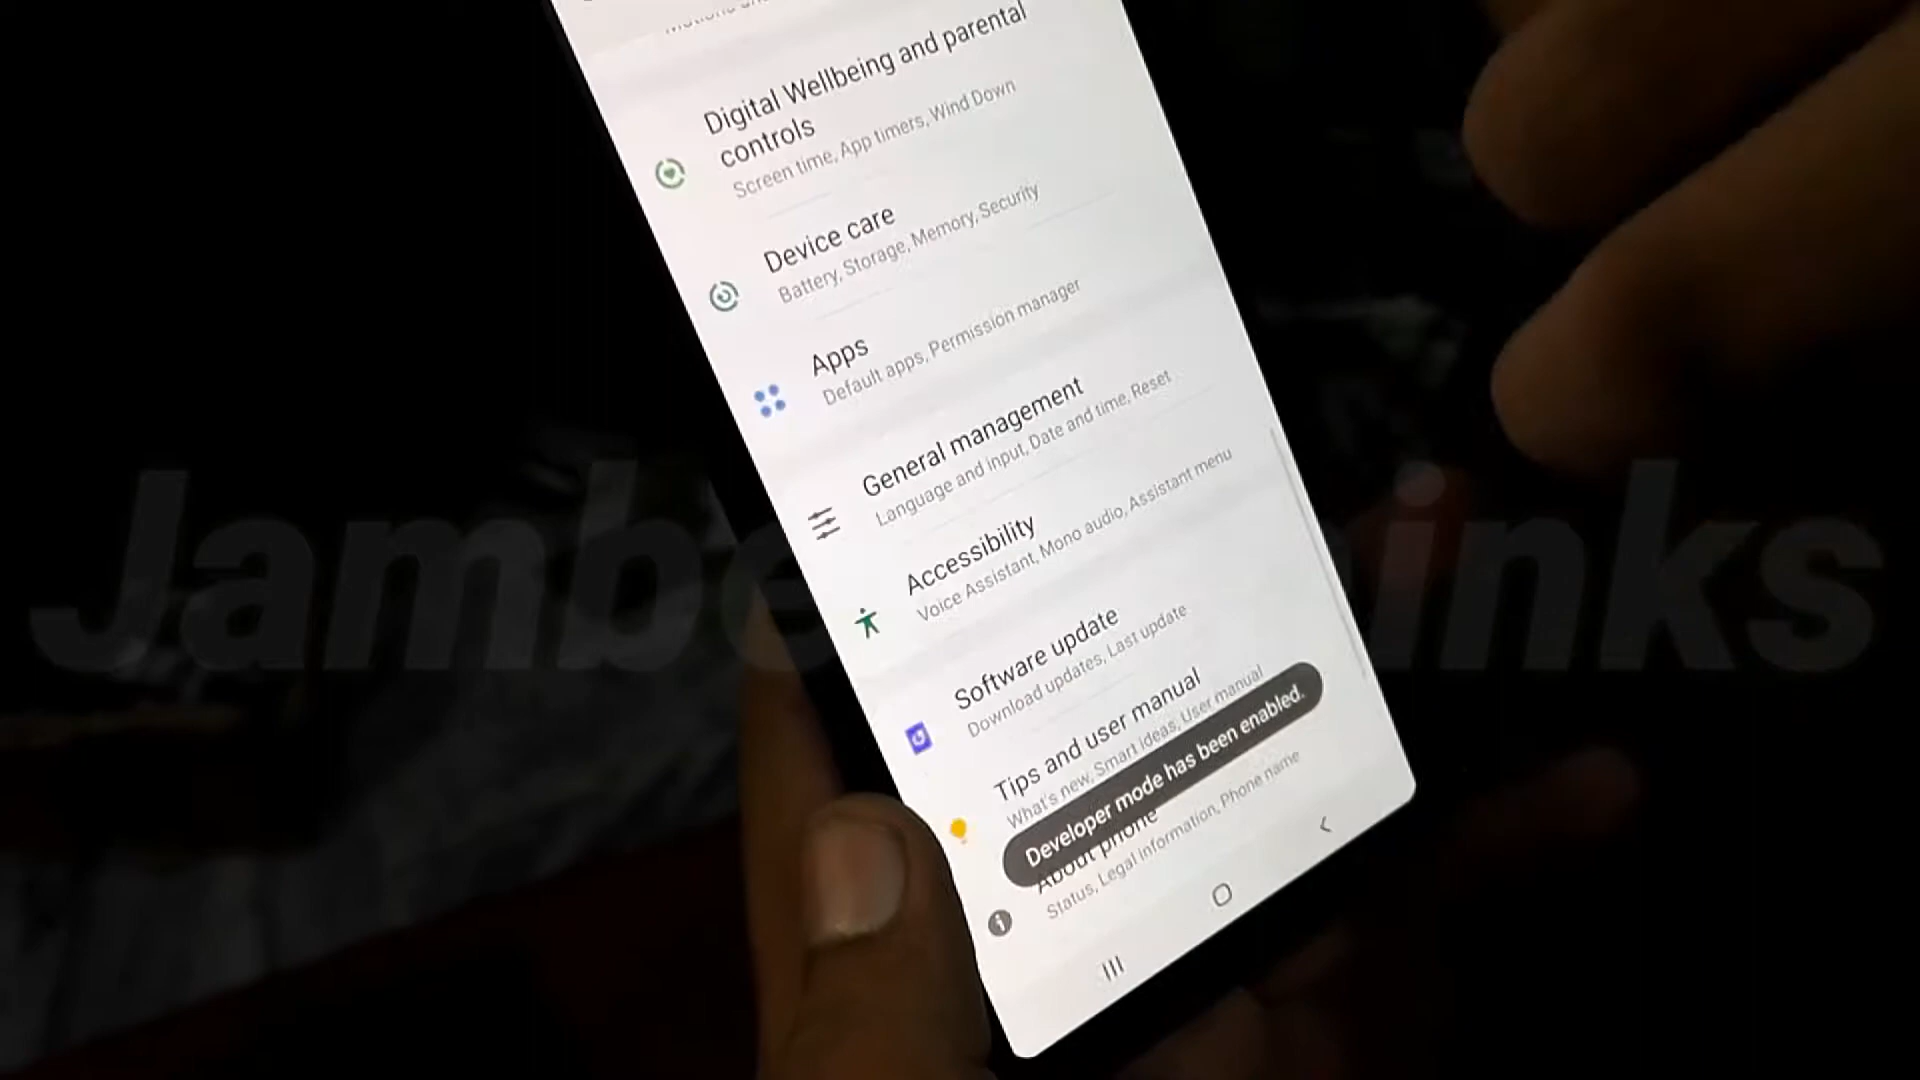 Digital Wellbeing and parental
controls
Screen time, App timers, Wind Down
Device care
Battery, Storage, Memory, Security
Apps
Default apps, Permission manager
General management
Language and input, Date and time, Reset
Accessibility
Voice Assistant, Mono audio, Assistant menu
Software update
Download updates, Last update
Tips and user manual
What's new, Smart ideas, User manual
Developer mode has been enabled.
About phone
Status, Legal information, Phone name